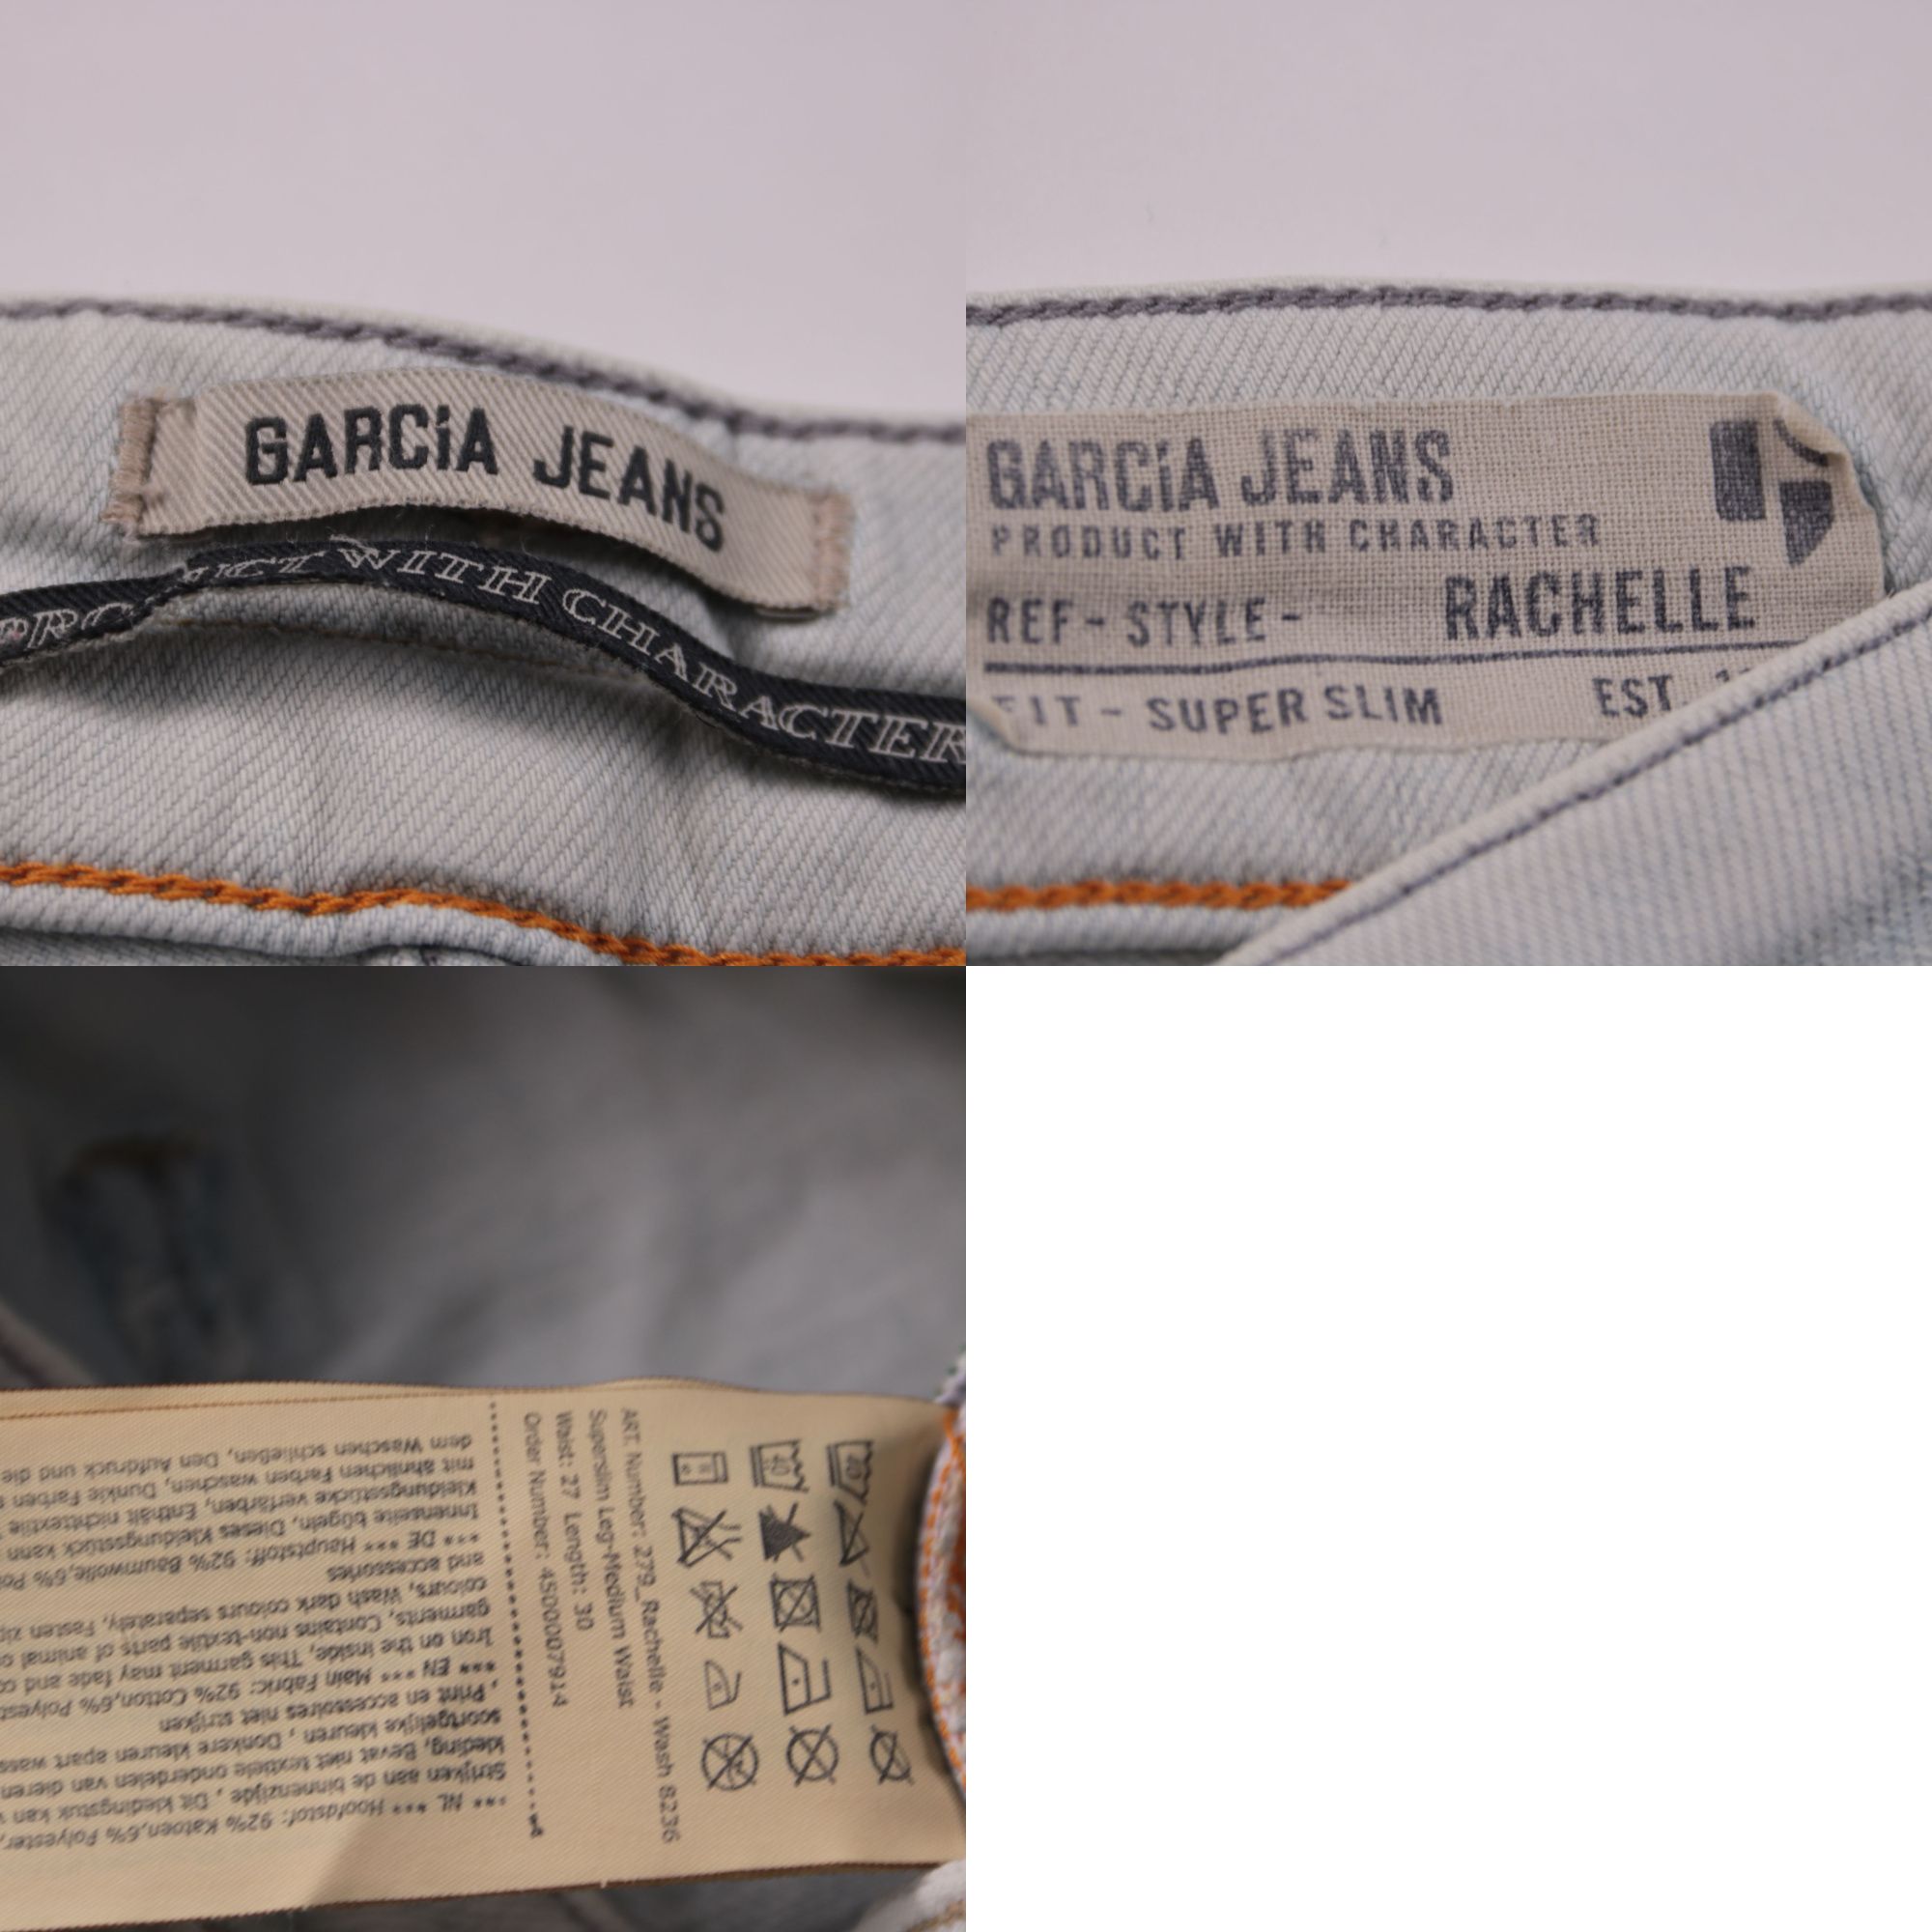 GARCiA JEANS
UCT WITH CHARACTER
GARCiA JEANS
PRODUCT WITH CHARACTER
REF - STYLE - RACHELLE
FIT - SUPER SLIM EST
ART. Number: 279_Rachelle - Wash 8236
Superslim Leg-Medium Waist
Waist: 27 Length: 30
Order Number: 4500007914
*** NL *** Hoofdstof: 92% Katoen,6% Polyester,
Strijken aan de binnenzijde , Dit kledingstuk kan
kleding, Bevat niet textiele onderdelen van dieren
soortgelijke kleuren , Donkere kleuren apart wass
, Print en accessoires niet strijken
*** EN *** Main Fabric: 92% Cotton,6% Polyest
Iron on the inside, This garment may fade and co
garments, Contains non-textile parts of animal o
colours, Wash dark colours separately, Fasten zip
and accessories
*** DE *** Hauptstoff: 92% Baumwolle,6% Pol
Innenseite bügeln, Dieses Kleidungsstück kann
Kleidungsstücke verfärben, Enthält nichttextile
mit ähnlichen Farben waschen, Dunkle Farben
dem Waschen schließen, Den Aufdruck und die